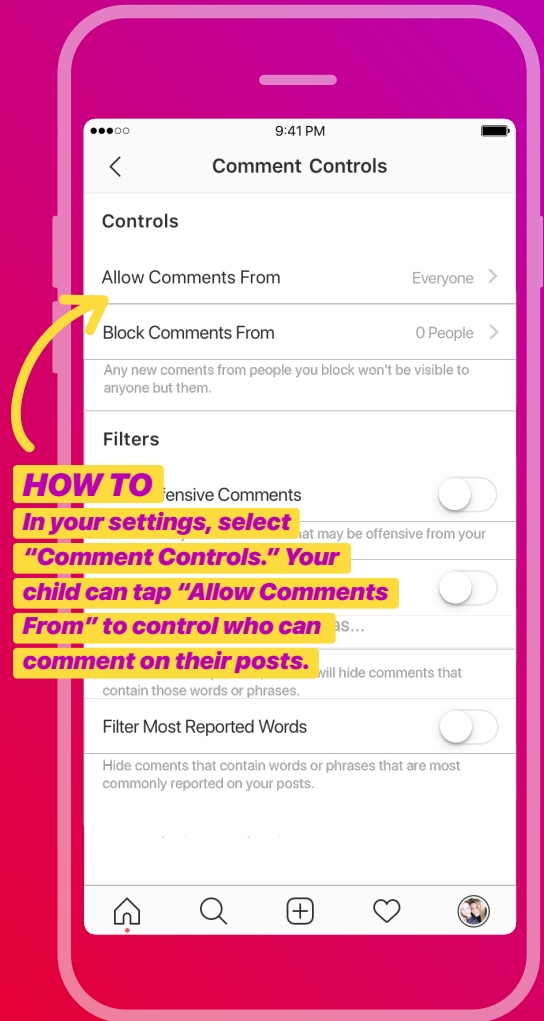 9:41 PM
Comment Controls
Controls
Allow Comments From Everyone
Block Comments From 0 People
Any new coments from people you block won't be visible to
anyone but them.
Filters
HOW TO
Comments
In your settings, select
may be offensive from your
“Comment Controls.” Your
child can tap “Allow Comments
From” to control who can
comment on their posts.
will hide comments that
contain those words or phrases.
Filter Most Reported Words
Hide coments that contain words or phrases that are most
commonly reported on your posts.